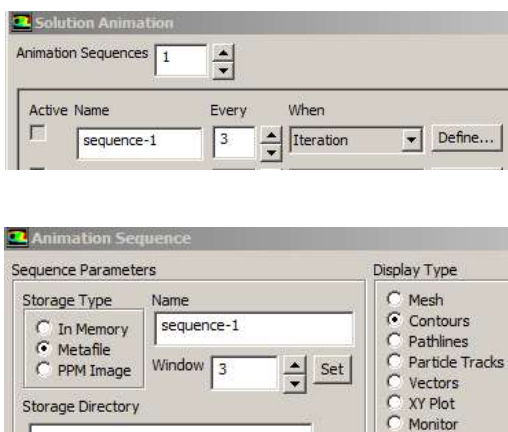 Solution Animation
Animation Sequences 1
Active Name Every When
sequence-1 3 Iteration Define...
Animation Sequence
Sequence Parameters Display Type
Storage Type Name Mesh
In Memory sequence-1 Contours
Metafile Pathlines
PPM Image Window 3 Set Particle Tracks
Vectors
Storage Directory XY Plot
Monitor